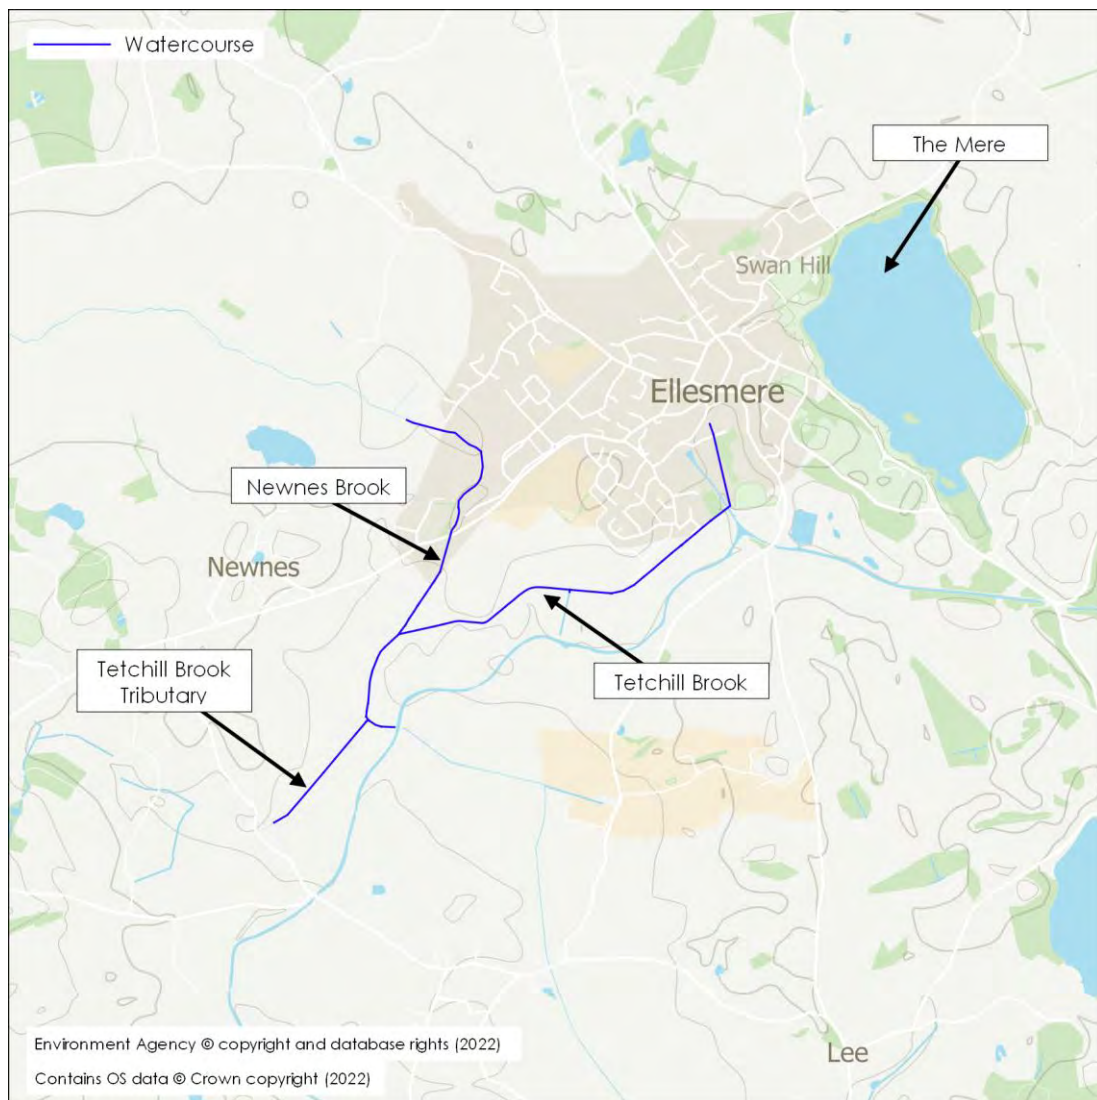 Watercourse
The Mere
Swan Hill
Ellesmere
Newnes Brook
Newnes
Tetchill Brook
Tributary
Tetchill Brook
Environment Agency © copyright and database rights (2022)
Contains OS data © Crown copyright (2022)
Lee